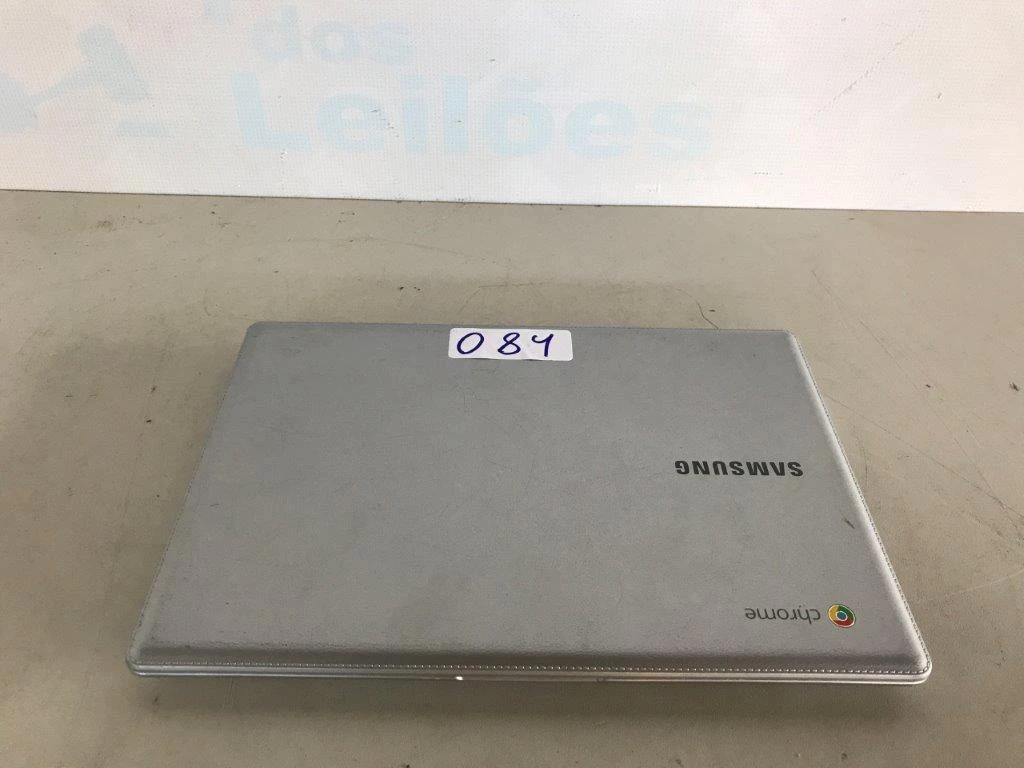 dos
Leilões
084
SAMSUNG
chrome